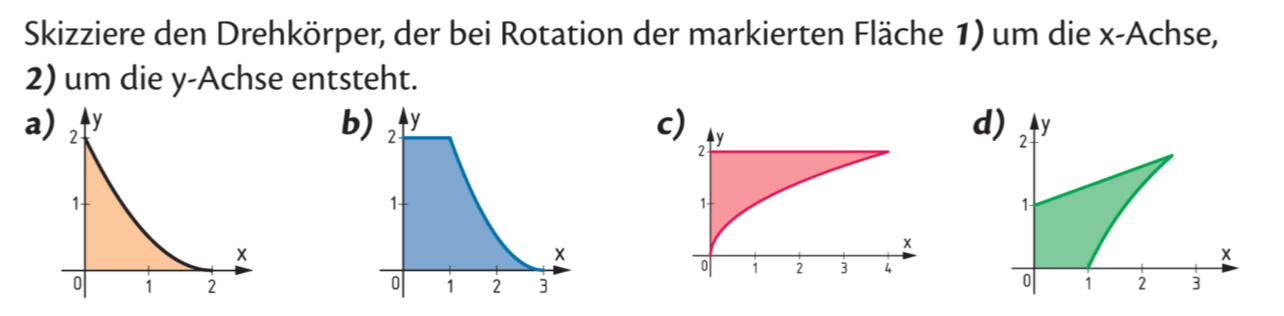 Skizziere den Drehkörper, der bei Rotation der markierten Fläche 1) um die x-Achse,
2) um die y-Achse entsteht.
a) y 2 1 0 1 2 x
b) y 2 1 0 1 2 3 x
c) y 2 1 0 1 2 3 4 x
d) y 2 1 0 1 2 3 x